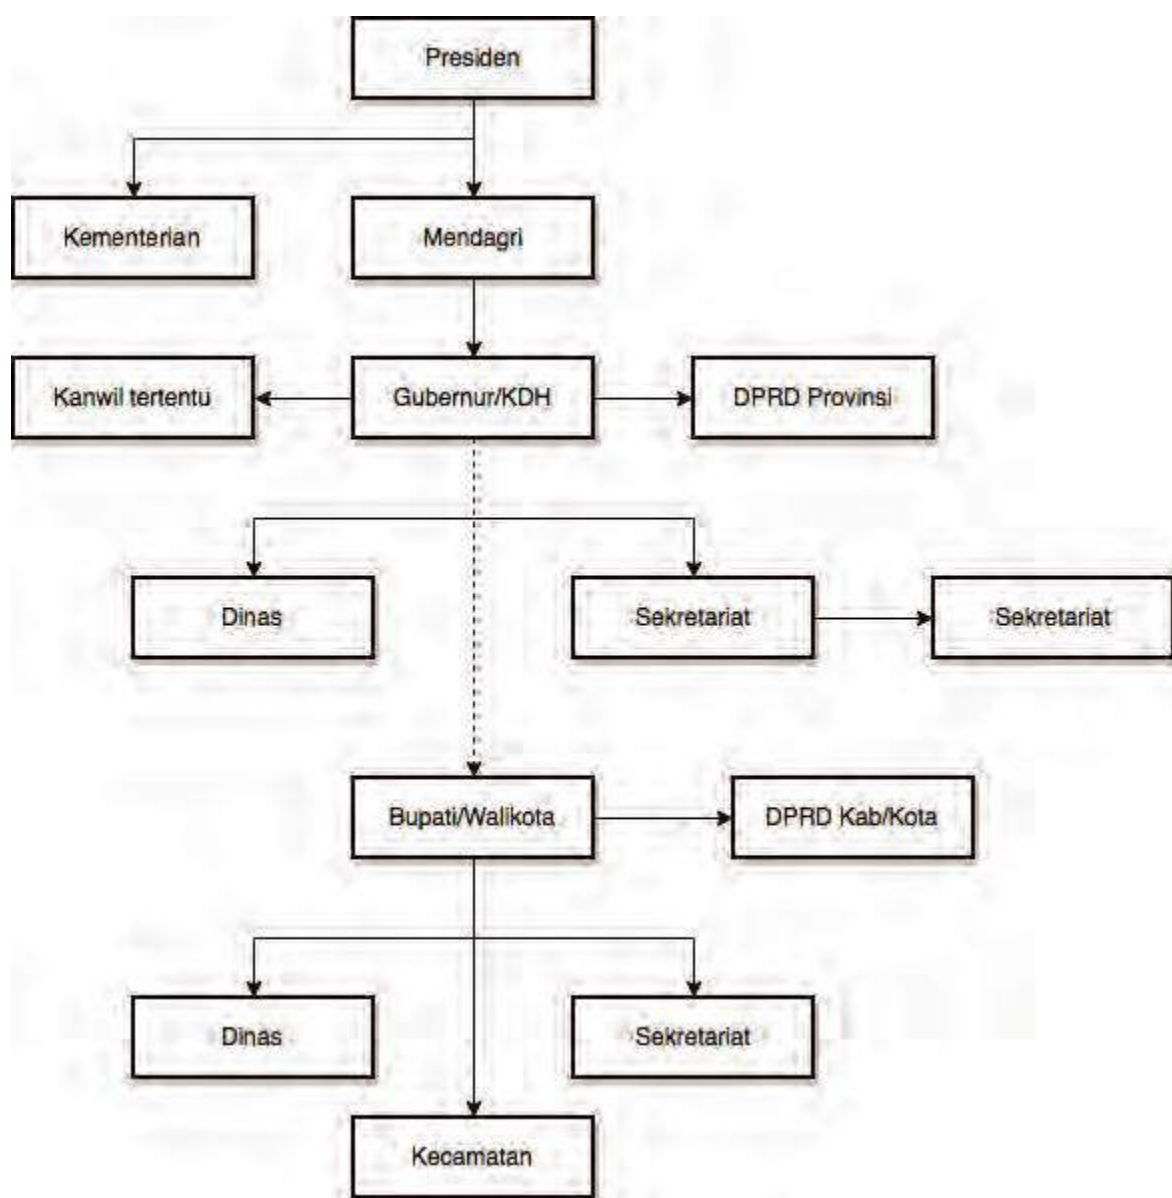 Presiden
Kementerian
Mendagri
Kanwil tertentu
Gubernur/KDH
DPRD Provinsi
Dinas
Sekretariat
Sekretariat
Bupati/Walikota
DPRD Kab/Kota
Dinas
Sekretariat
Kecamatan